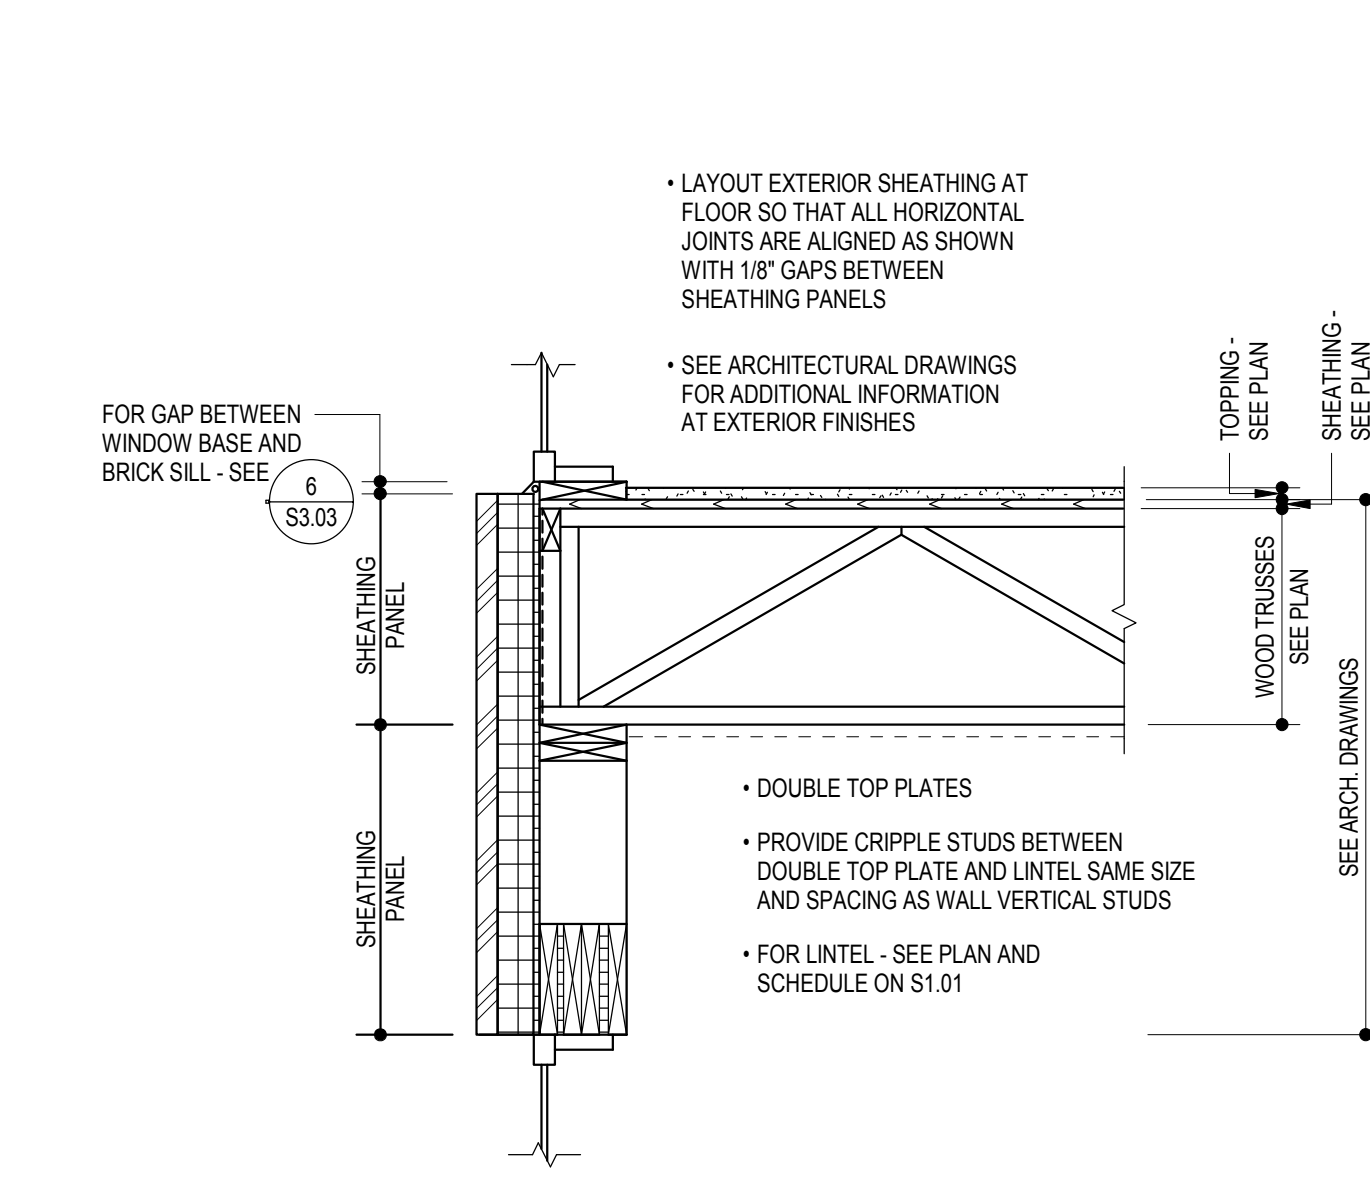 • LAYOUT EXTERIOR SHEATHING AT
FLOOR SO THAT ALL HORIZONTAL
JOINTS ARE ALIGNED AS SHOWN
WITH 1/8" GAPS BETWEEN
SHEATHING PANELS
• SEE ARCHITECTURAL DRAWINGS
FOR ADDITIONAL INFORMATION
AT EXTERIOR FINISHES
FOR GAP BETWEEN
WINDOW BASE AND
BRICK SILL - SEE
6
S3.03
TOPPING -
SEE PLAN
SHEATHING -
SEE PLAN
SHEATHING
PANEL
WOOD TRUSSES
SEE PLAN
SEE ARCH. DRAWINGS
SHEATHING
PANEL
• DOUBLE TOP PLATES
• PROVIDE CRIPPLE STUDS BETWEEN
DOUBLE TOP PLATE AND LINTEL SAME SIZE
AND SPACING AS WALL VERTICAL STUDS
• FOR LINTEL - SEE PLAN AND
SCHEDULE ON S1.01